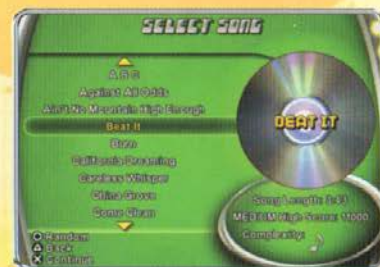 SELECT SONG
A B C
Against All Odds
Ain't No Mountain High Enough
Beat It
Burn
California Dreaming
Careless Whisper
China Grove
Come Clean
BEAT IT
Song Length: 3:43
MEDIUM High Score: 11000
Complexity:
Random
Back
Continue